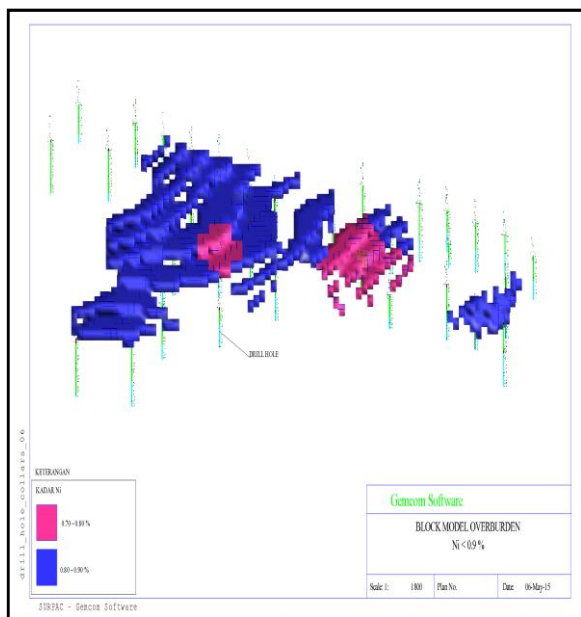 DRILL HOLE
drill_hole_collars_06
KETERANGAN
KADAR Ni
0.70 - 0.80 %
0.80 - 0.90 %
Gemcom Software
BLOCK MODEL OVERBURDEN
Ni < 0.9 %
Scale 1: 1800 Plan No. Date: 06-May-15
SURPAC - Gemcom Software